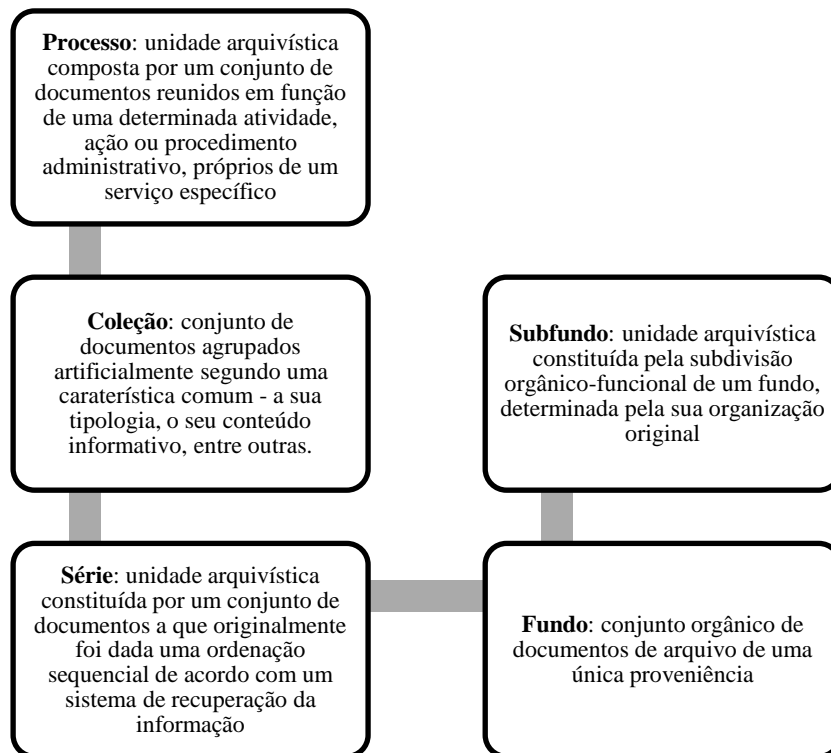 Processo: unidade arquivística
composta por um conjunto de
documentos reunidos em função
de uma determinada atividade,
ação ou procedimento
administrativo, próprios de um
serviço específico
Coleção: conjunto de
documentos agrupados
artificialmente segundo uma
caraterística comum - a sua
tipologia, o seu conteúdo
informativo, entre outras.
Série: unidade arquivística
constituída por um conjunto de
documentos a que originalmente
foi dada uma ordenação
sequencial de acordo com um
sistema de recuperação da
informação
Fundo: conjunto orgânico de
documentos de arquivo de uma
única proveniência
Subfundo: unidade arquivística
constituída pela subdivisão
orgânico-funcional de um fundo,
determinada pela sua organização
original